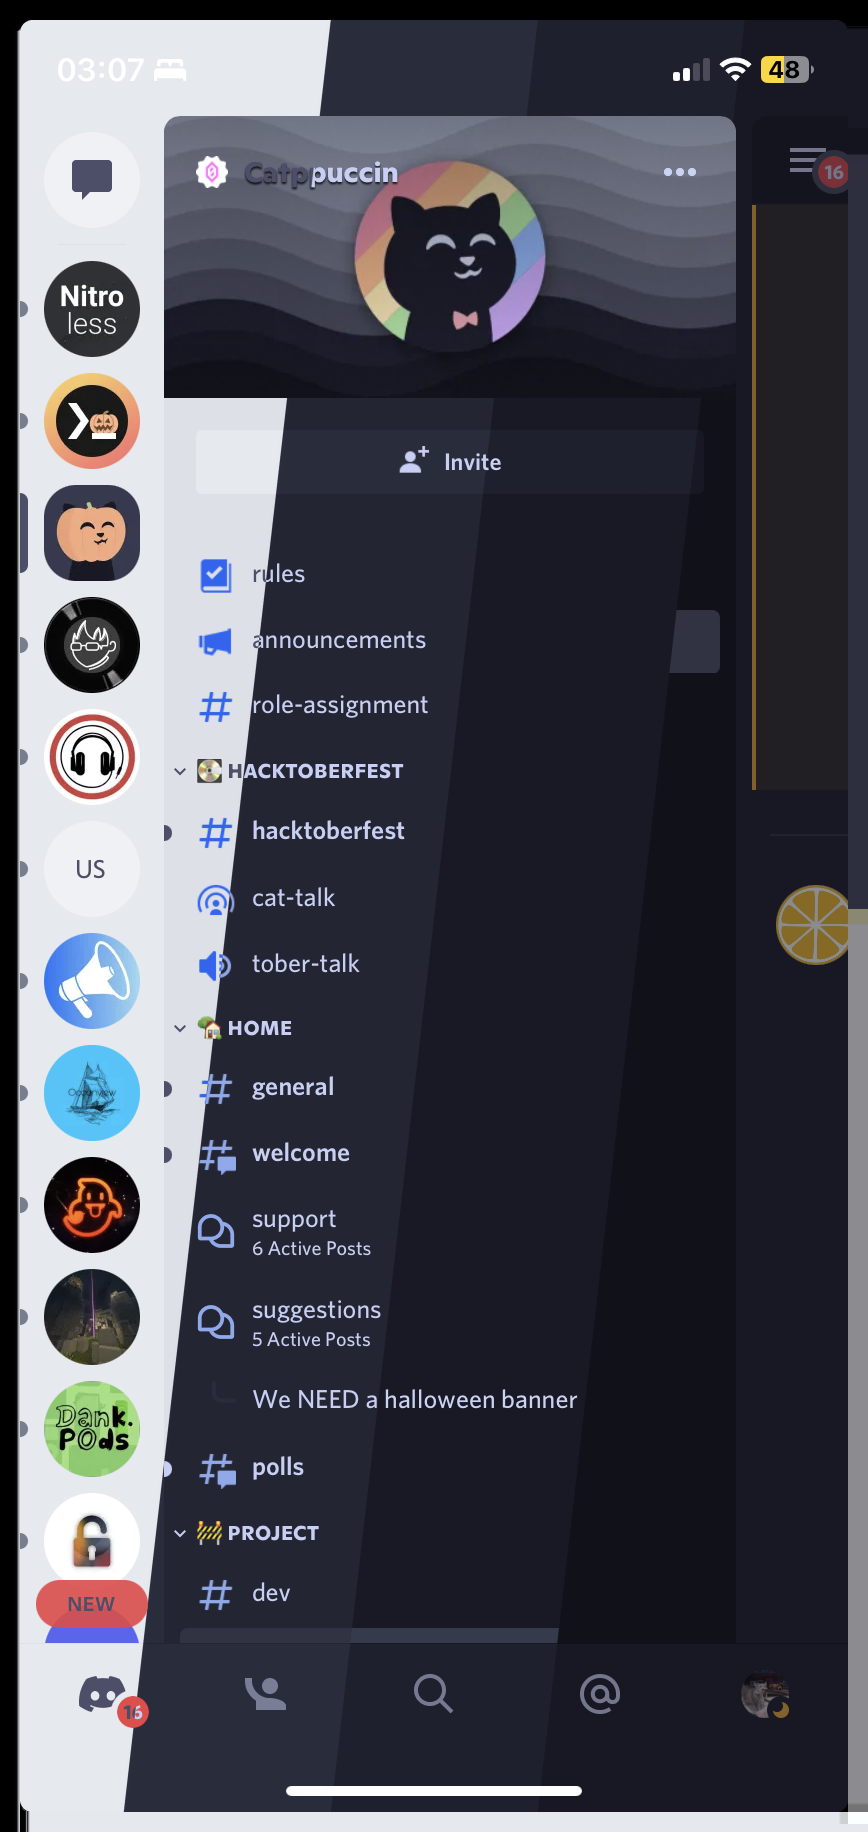 03:07
48
Catppuccin
16
Nitro
less
Invite
rules
announcements
role-assignment
HACKTOBERFEST
hacktoberfest
US
cat-talk
tober-talk
HOME
general
Oceanview
welcome
support
6 Active Posts
suggestions
5 Active Posts
We NEED a halloween banner
Dank.
POds
polls
PROJECT
dev
NEW
16